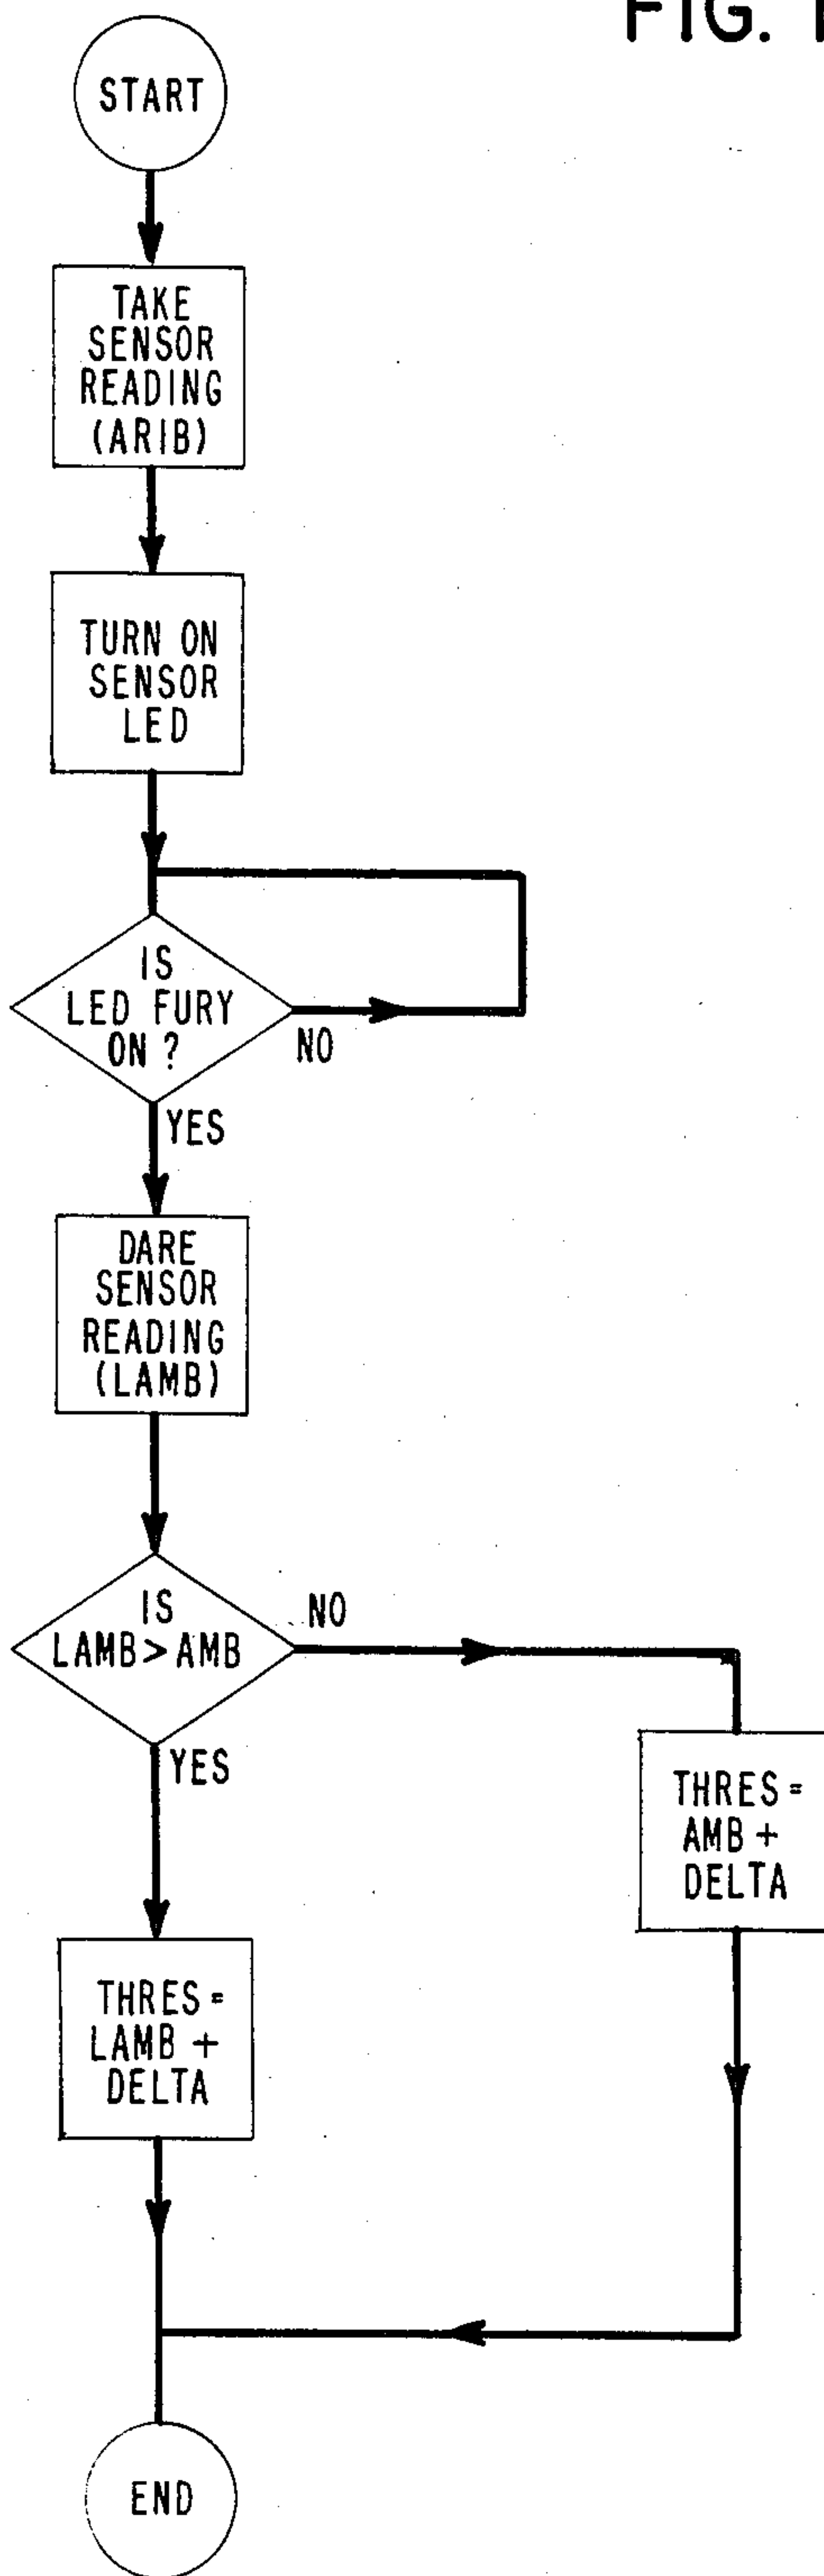 FIG.
START
TAKE
SENSOR
READING
(ARIB)
TURN ON
SENSOR
LED
IS
LED FURY
ON ?
NO
YES
DARE
SENSOR
READING
(LAMB)
IS
LAMB > AMB
NO
YES
THRES =
AMB +
DELTA
THRES =
LAMB +
DELTA
END